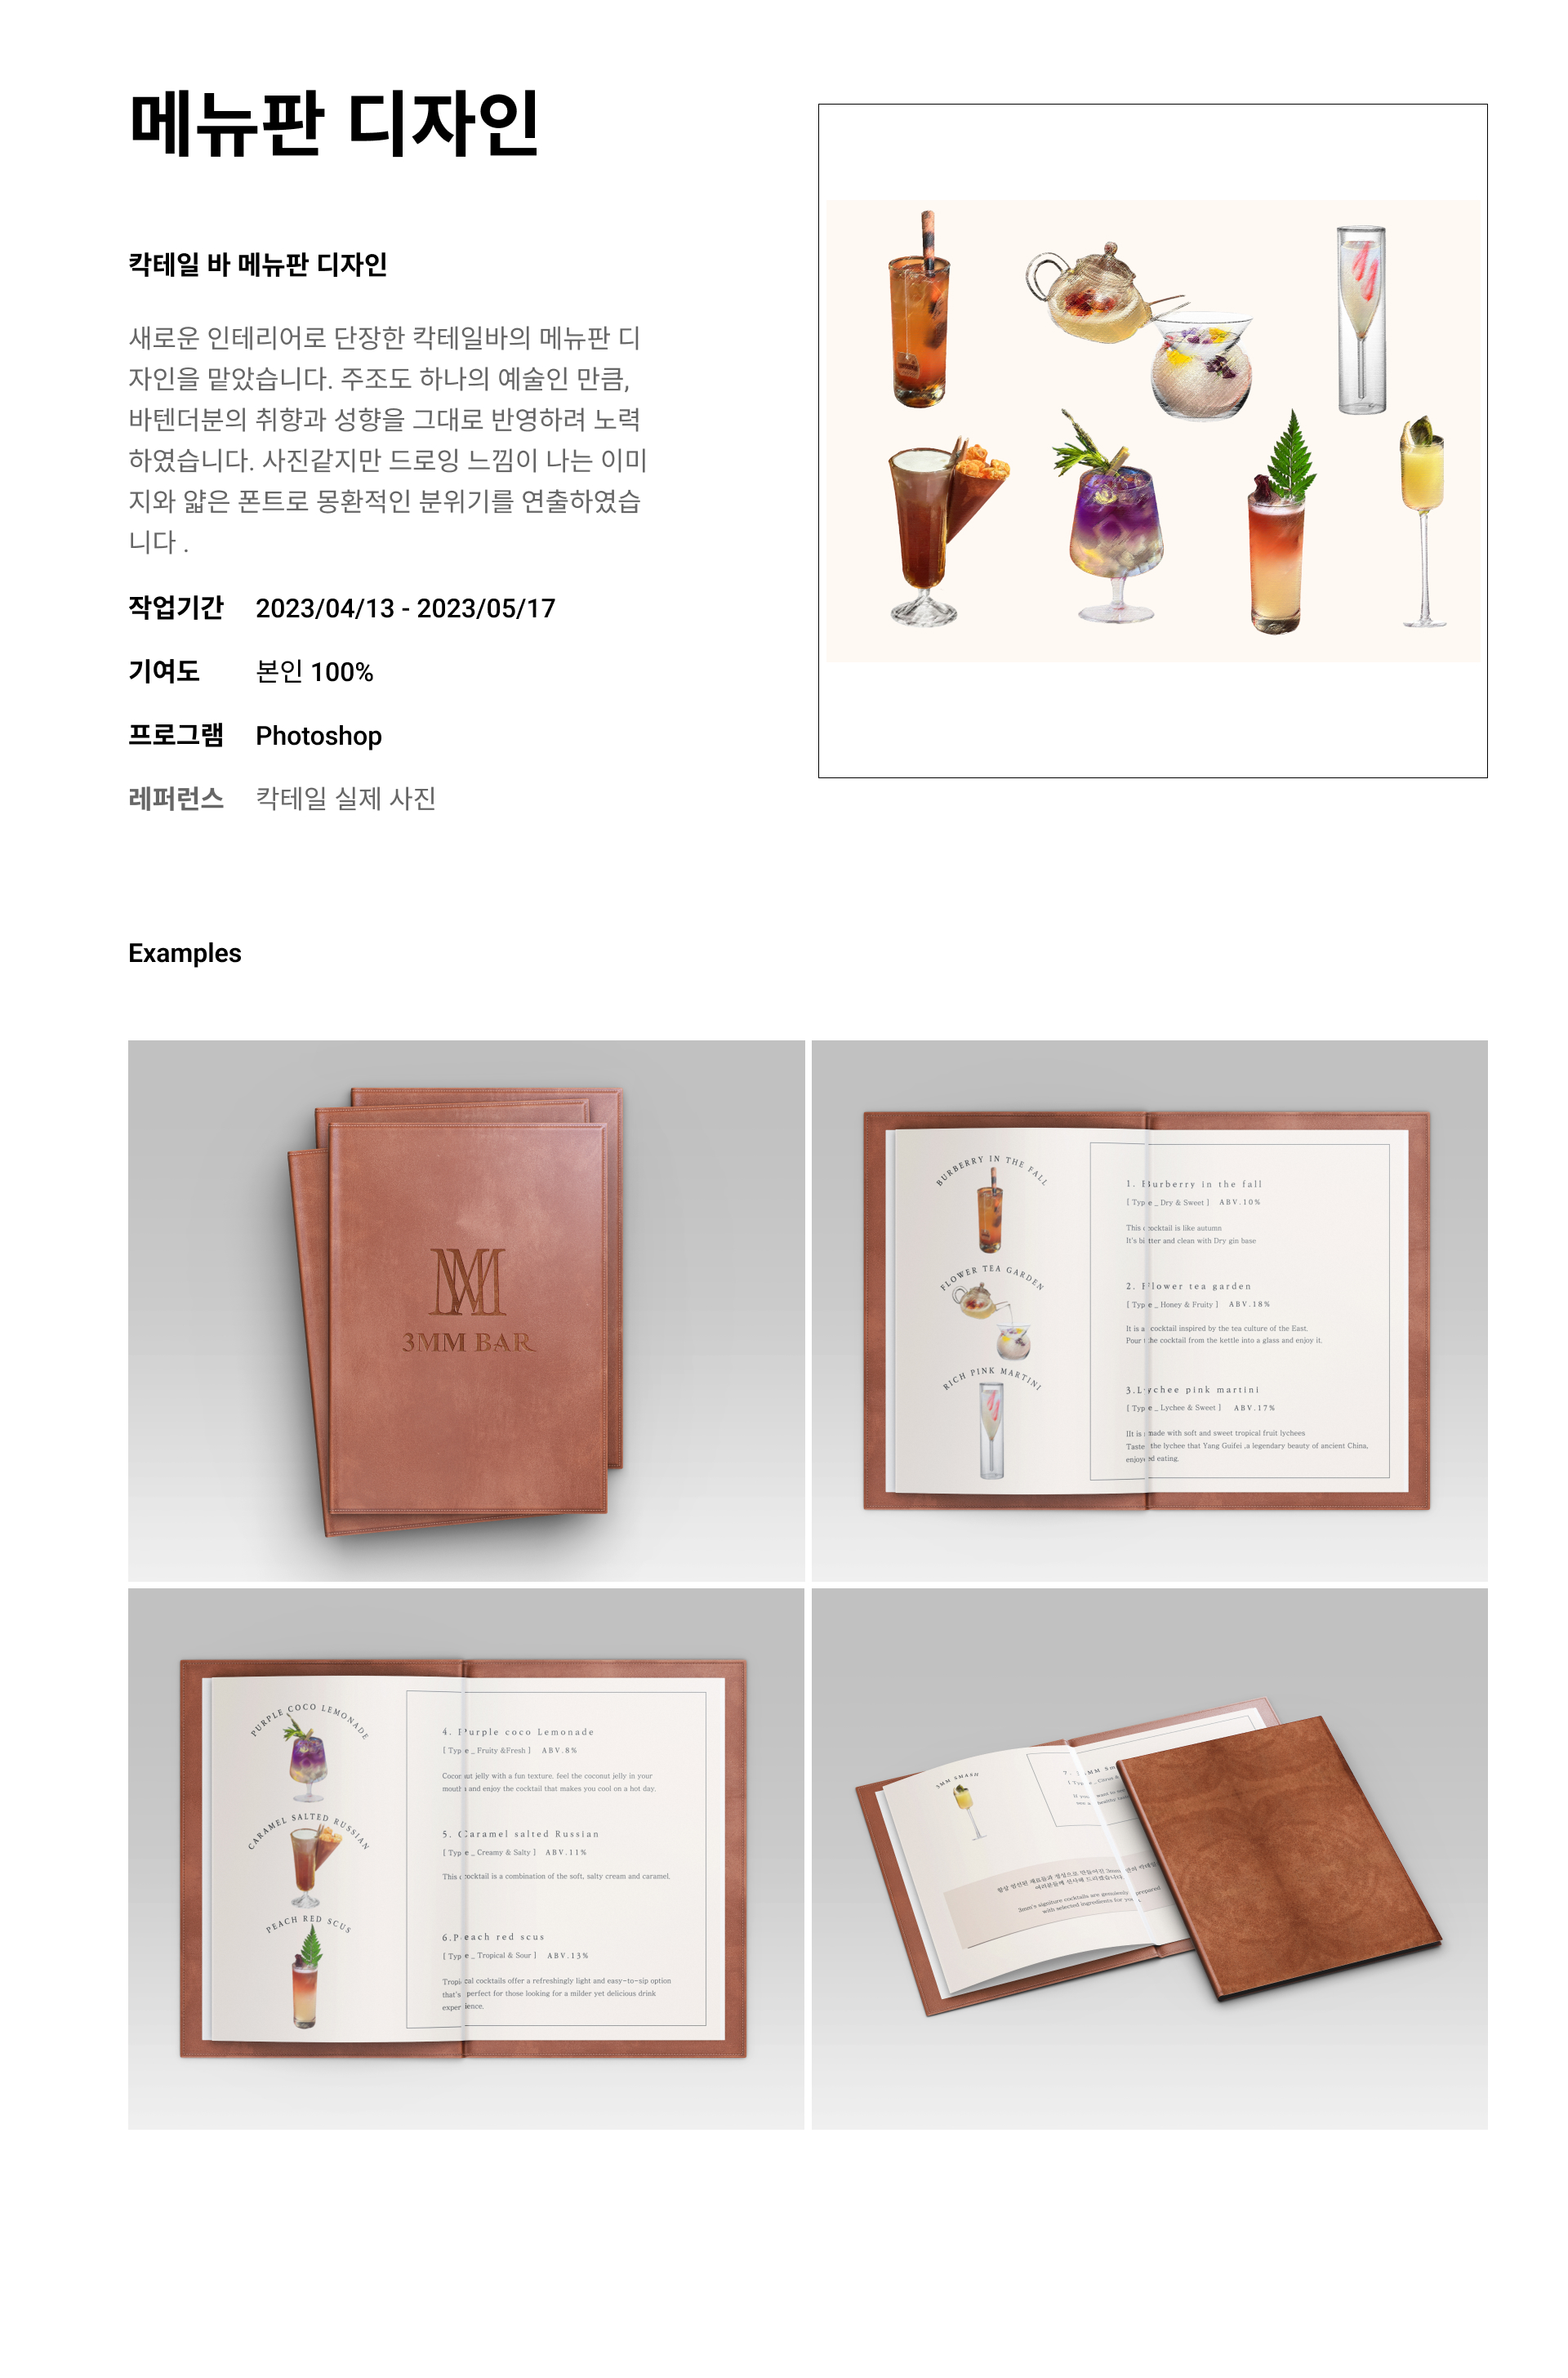 메뉴판 디자인
칵테일 바 메뉴판 디자인
새로운 인테리어로 단장한 칵테일바의 메뉴판 디
자인을 맡았습니다. 주조도 하나의 예술인 만큼,
바텐더분의 취향과 성향을 그대로 반영하려 노력
하였습니다. 사진같지만 드로잉 느낌이 나는 이미
지와 얇은 폰트로 몽환적인 분위기를 연출하였습
니다 .
작업기간 2023/04/13 - 2023/05/17
기여도 본인 100%
프로그램 Photoshop
레퍼런스 칵테일 실제 사진
Examples
3MM BAR
BURBERRY IN THE FALL
FLOWER TEA GARDEN
RICH PINK MARTINI
1. Burberry in the fall
[ Type _ Dry & Sweet ] ABV.10%
This cocktail is like autumn
It's bitter and clean with Dry gin base
2. Flower tea garden
[ Type _ Honey & Fruity ] ABV.18%
It is a cocktail inspired by the tea culture of the East.
Pour the cocktail from the kettle into a glass and enjoy it.
3.Lychee pink martini
[ Type _ Lychee & Sweet ] ABV.17%
IIt is made with soft and sweet tropical fruit lychees
Taste the lychee that Yang Guifei ,a legendary beauty of ancient China,
enjoyed eating.
PURPLE COCO LEMONADE
CARAMEL SALTED RUSSIAN
PEACH RED SCUS
4. Purple coco Lemonade
[ Type _ Fruity &Fresh ] ABV.8%
Coconut jelly with a fun texture, feel the coconut jelly in your
mouth and enjoy the cocktail that makes you cool on a hot day.
5. Caramel salted Russian
[ Type _ Creamy & Salty ] ABV.11%
This cocktail is a combination of the soft, salty cream and caramel.
6.Peach red scus
[ Type _ Tropical & Sour ] ABV.13%
Tropical cocktails offer a refreshingly light and easy-to-sip option
that's perfect for those looking for a milder yet delicious drink
experience.
3MM SMASH
3mm's signiture cocktails are genuienly prepared
with selected ingredients for you.